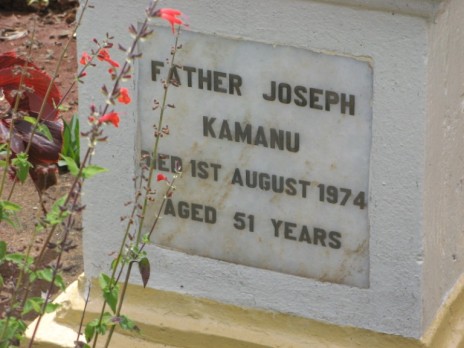 FATHER JOSEPH
KAMANU
DIED 1ST AUGUST 1974
AGED 51 YEARS